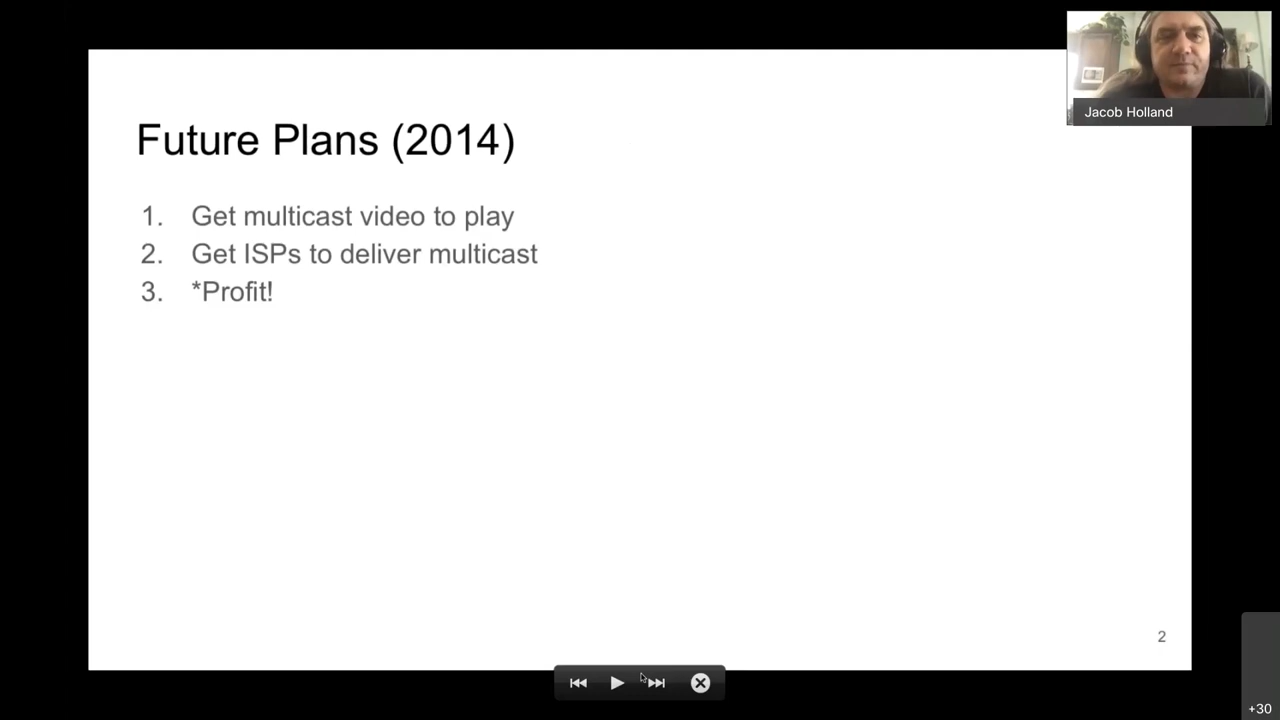 Jacob Holland
Future Plans (2014)
1. Get multicast video to play
2. Get ISPs to deliver multicast
3. *Profit!
2
+30